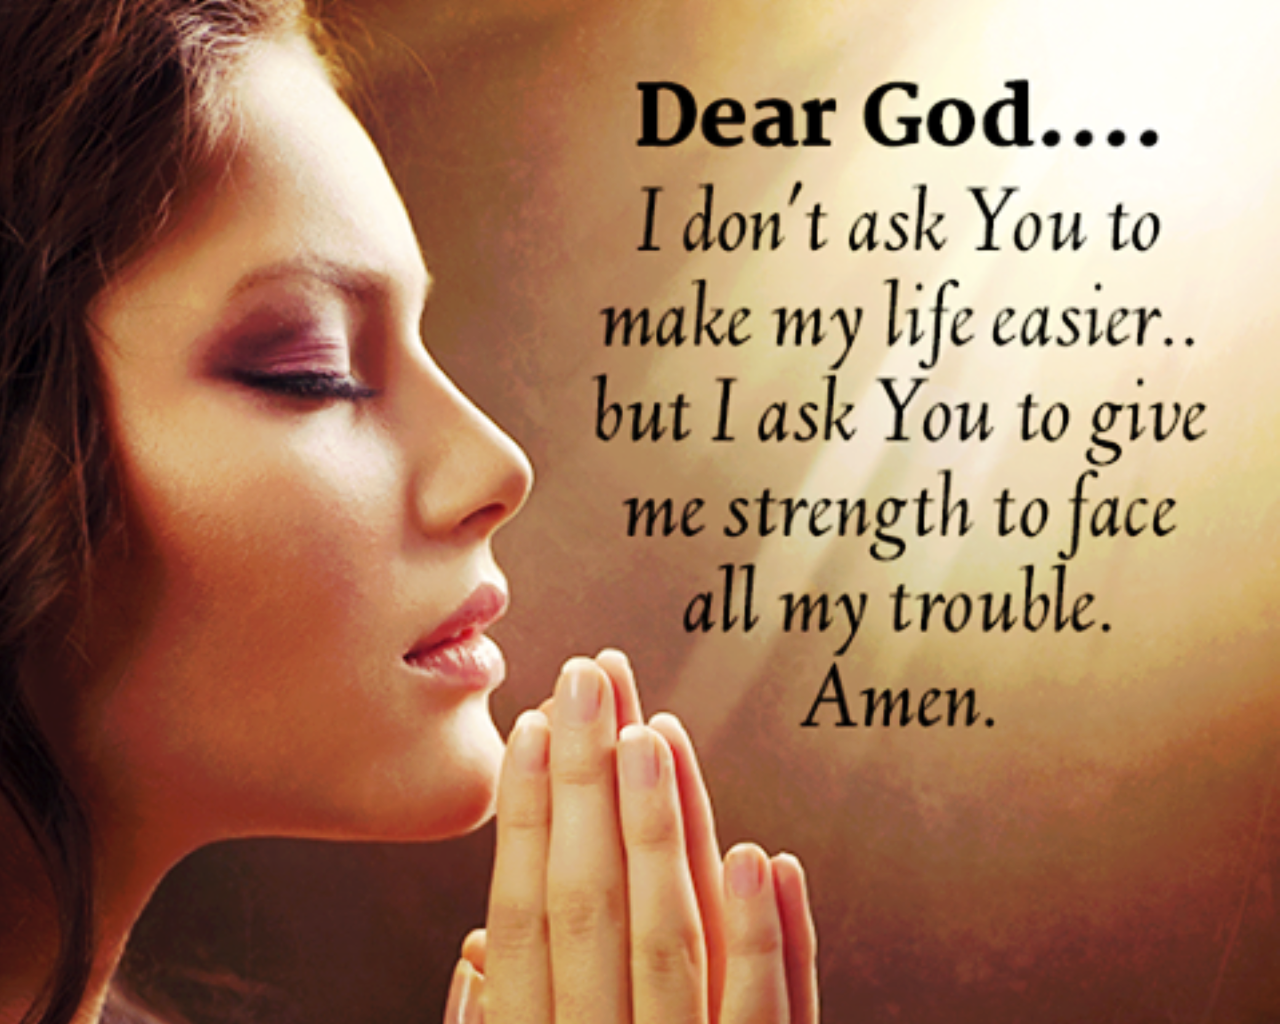 Dear God....
I don't ask You to
make my life easier..
but I ask You to give
me strength to face
all my trouble.
Amen.